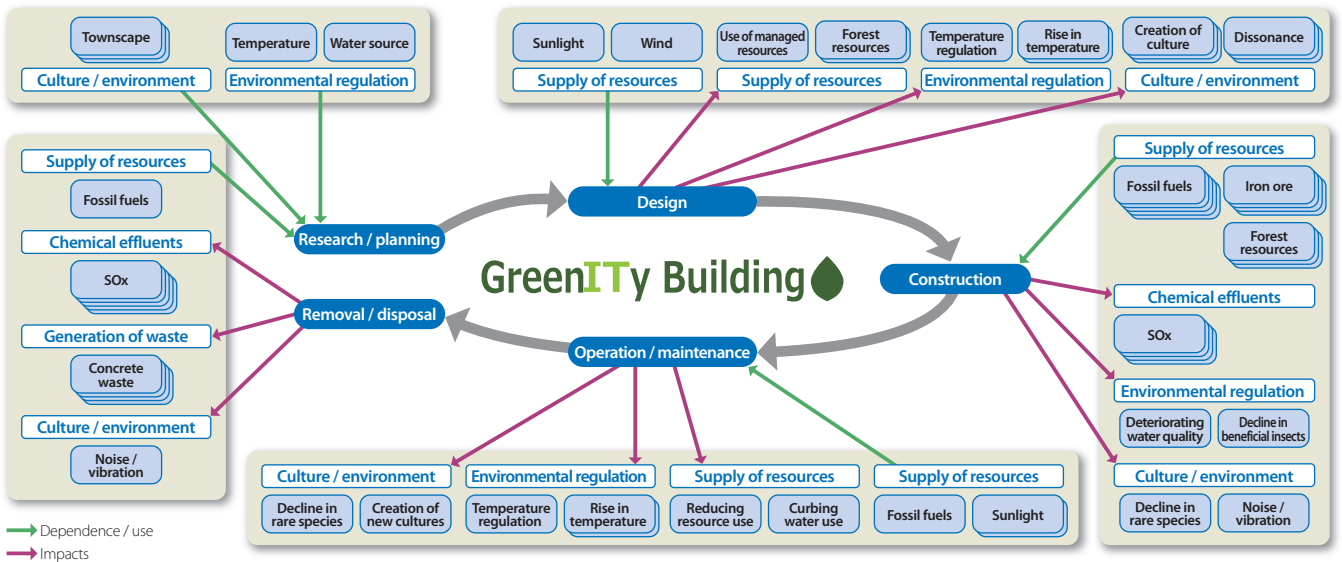 Townscape
Culture / environment
Temperature
Water source
Environmental regulation
Sunlight
Wind
Supply of resources
Use of managed
resources
Forest
resources
Supply of resources
Temperature
regulation
Rise in
temperature
Environmental regulation
Creation of
culture
Dissonance
Culture / environment
Supply of resources
Fossil fuels
Chemical effluents
SOx
Generation of waste
Concrete
waste
Culture / environment
Noise /
vibration
Research / planning
Design
Construction
Operation / maintenance
Removal / disposal
GreenITy Building
Supply of resources
Fossil fuels
Iron ore
Forest
resources
Chemical effluents
SOx
Environmental regulation
Deteriorating
water quality
Decline in
beneficial insects
Culture / environment
Decline in
rare species
Noise /
vibration
Culture / environment
Decline in
rare species
Creation of
new cultures
Environmental regulation
Temperature
regulation
Rise in
temperature
Supply of resources
Reducing
resource use
Curbing
water use
Supply of resources
Fossil fuels
Sunlight
Dependence / use
Impacts